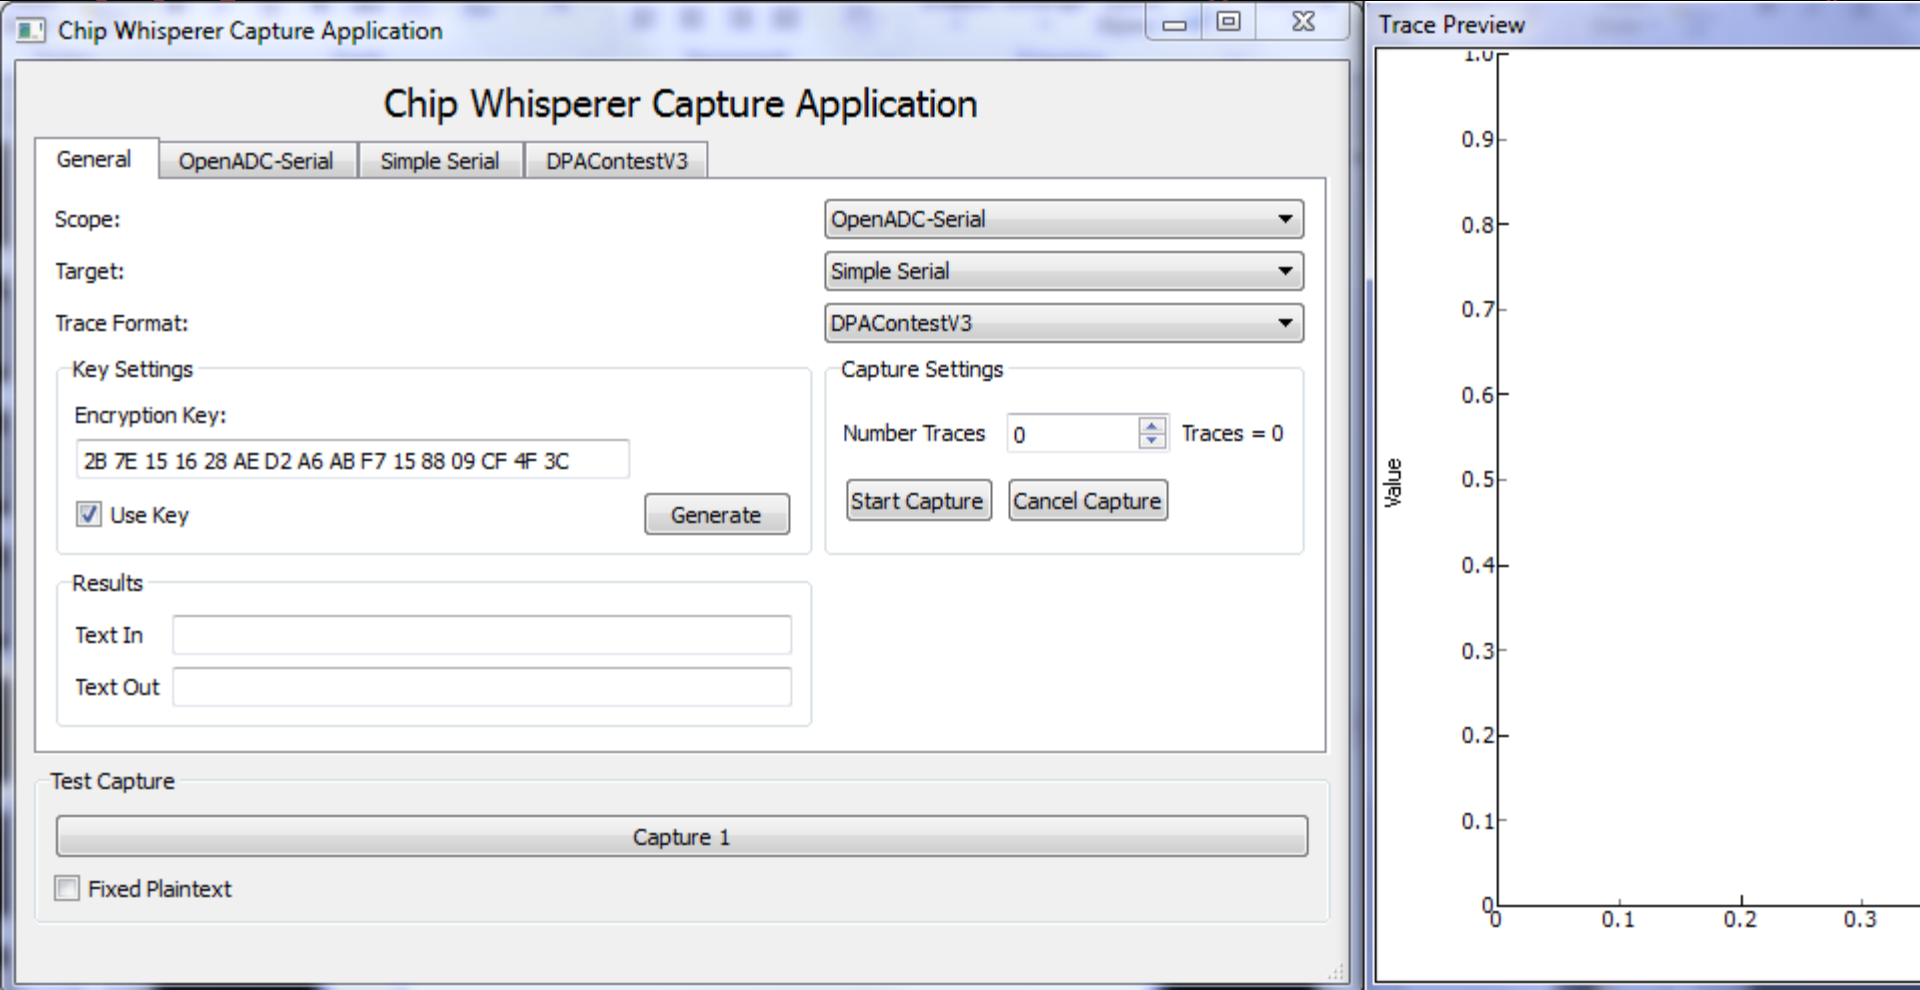 Chip Whisperer Capture Application
Trace Preview
Chip Whisperer Capture Application
General
OpenADC-Serial
Simple Serial
DPAContestV3
Scope:
OpenADC-Serial
Target:
Simple Serial
Trace Format:
DPAContestV3
Key Settings
Encryption Key:
2B 7E 15 16 28 AE D2 A6 AB F7 15 88 09 CF 4F 3C
Use Key
Generate
Capture Settings
Number Traces
0
Traces = 0
Start Capture
Cancel Capture
Results
Text In
Text Out
Test Capture
Capture 1
Fixed Plaintext
Value
1.0
0.9
0.8
0.7
0.6
0.5
0.4
0.3
0.2
0.1
0
0
0.1
0.2
0.3